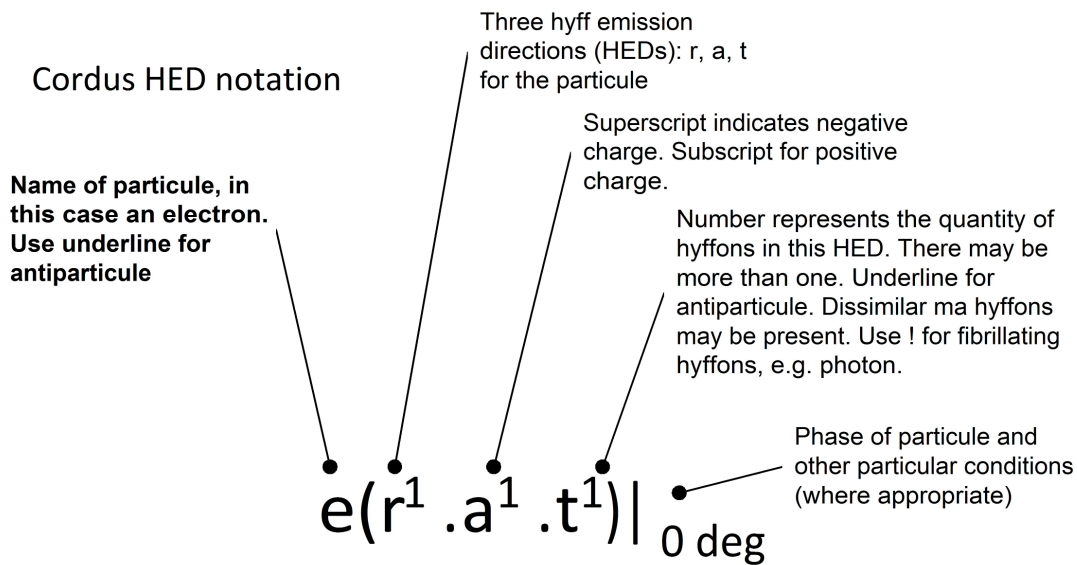 Three hyff emission
directions (HEDs): r, a, t
for the particule
Cordus HED notation
Superscript indicates negative
charge. Subscript for positive
charge.
Name of particule, in
this case an electron.
Use underline for
antiparticule
Number represents the quantity of
hyffons in this HED. There may be
more than one. Underline for
antiparticule. Dissimilar ma hyffons
may be present. Use ! for fibrillating
hyffons, e.g. photon.
Phase of particule and
other particular conditions
(where appropriate)
e(r¹ .a¹ .t¹)| 0 deg